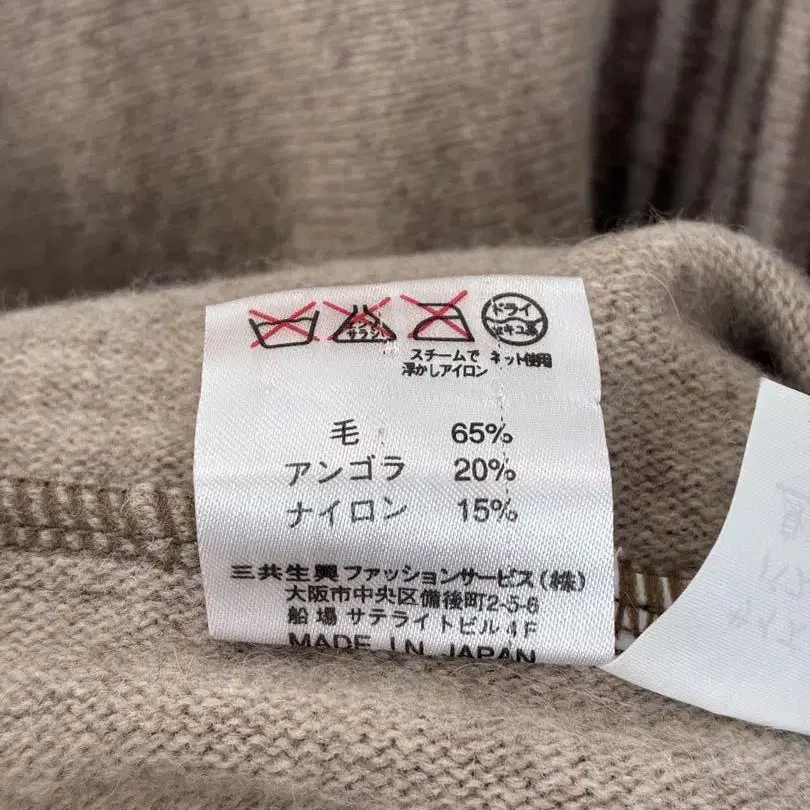 エンソ
サラシ
ドライ
セキユ系
スチームで
浮かしアイロン
ネット使用
毛 65%
アンゴラ 20%
ナイロン 15%
三共生興ファッションサービス(株)
大阪市中央区備後町2-5-6
船場サテライトビル4F
MADE IN JAPAN